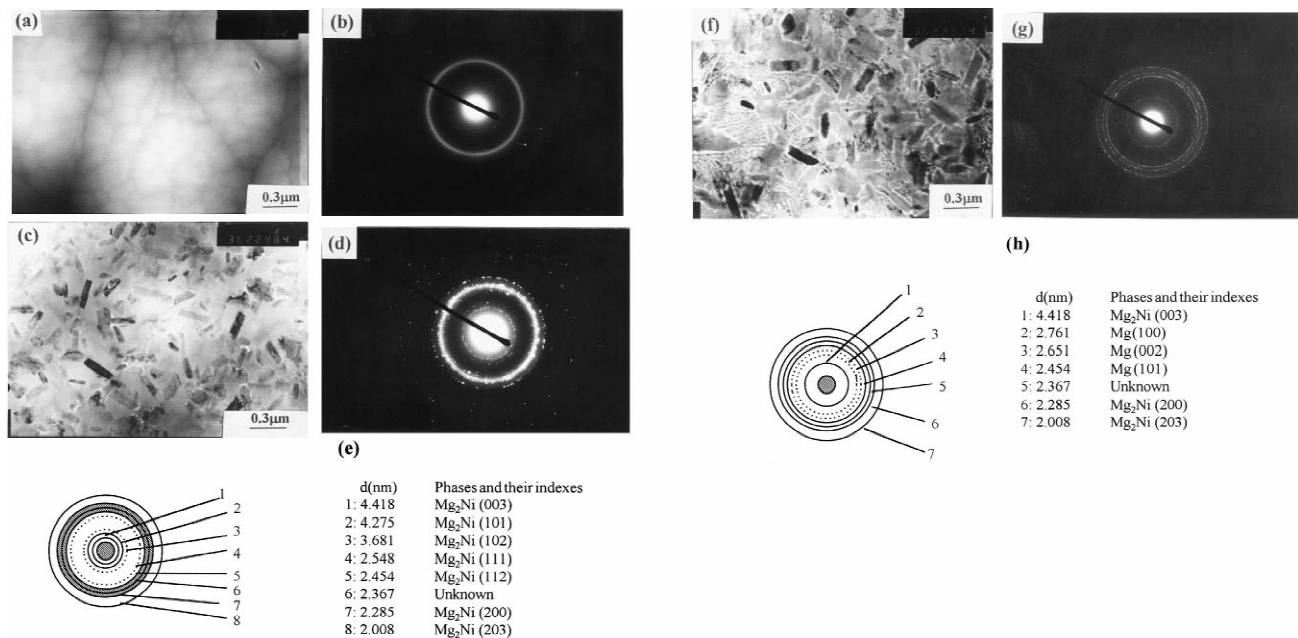 (a)
0.3µm
(b)
(c)
0.3µm
(d)
(e)
d(nm) Phases and their indexes
1: 4.418 Mg₂Ni (003)
2: 4.275 Mg₂Ni (101)
3: 3.681 Mg₂Ni (102)
4: 2.548 Mg₂Ni (111)
5: 2.454 Mg₂Ni (112)
6: 2.367 Unknown
7: 2.285 Mg₂Ni (200)
8: 2.008 Mg₂Ni (203)
1
2
3
4
5
6
7
8
(f)
0.3µm
(g)
(h)
d(nm) Phases and their indexes
1: 4.418 Mg₂Ni (003)
2: 2.761 Mg (100)
3: 2.651 Mg (002)
4: 2.454 Mg (101)
5: 2.367 Unknown
6: 2.285 Mg₂Ni (200)
7: 2.008 Mg₂Ni (203)
1
2
3
4
5
6
7